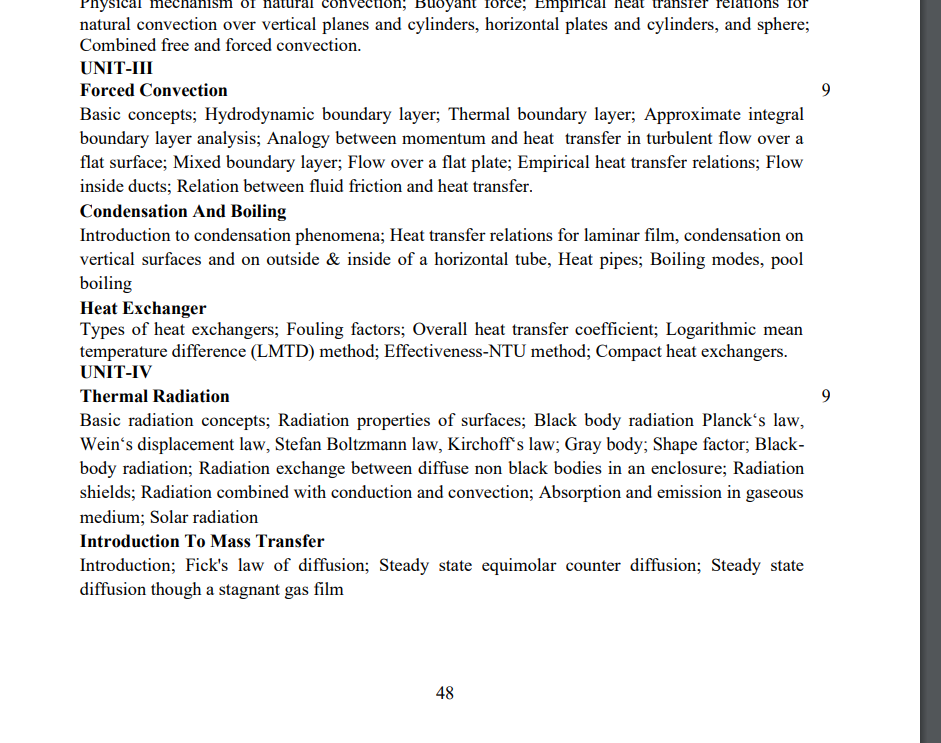 Physical mechanism of natural convection; Buoyant force; Empirical heat transfer relations for
natural convection over vertical planes and cylinders, horizontal plates and cylinders, and sphere;
Combined free and forced convection.
UNIT-III
Forced Convection 9
Basic concepts; Hydrodynamic boundary layer; Thermal boundary layer; Approximate integral
boundary layer analysis; Analogy between momentum and heat transfer in turbulent flow over a
flat surface; Mixed boundary layer; Flow over a flat plate; Empirical heat transfer relations; Flow
inside ducts; Relation between fluid friction and heat transfer.
Condensation And Boiling
Introduction to condensation phenomena; Heat transfer relations for laminar film, condensation on
vertical surfaces and on outside & inside of a horizontal tube, Heat pipes; Boiling modes, pool
boiling
Heat Exchanger
Types of heat exchangers; Fouling factors; Overall heat transfer coefficient; Logarithmic mean
temperature difference (LMTD) method; Effectiveness-NTU method; Compact heat exchangers.
UNIT-IV
Thermal Radiation 9
Basic radiation concepts; Radiation properties of surfaces; Black body radiation Planck‘s law,
Wein‘s displacement law, Stefan Boltzmann law, Kirchoff‘s law; Gray body; Shape factor; Black-
body radiation; Radiation exchange between diffuse non black bodies in an enclosure; Radiation
shields; Radiation combined with conduction and convection; Absorption and emission in gaseous
medium; Solar radiation
Introduction To Mass Transfer
Introduction; Fick's law of diffusion; Steady state equimolar counter diffusion; Steady state
diffusion though a stagnant gas film
48